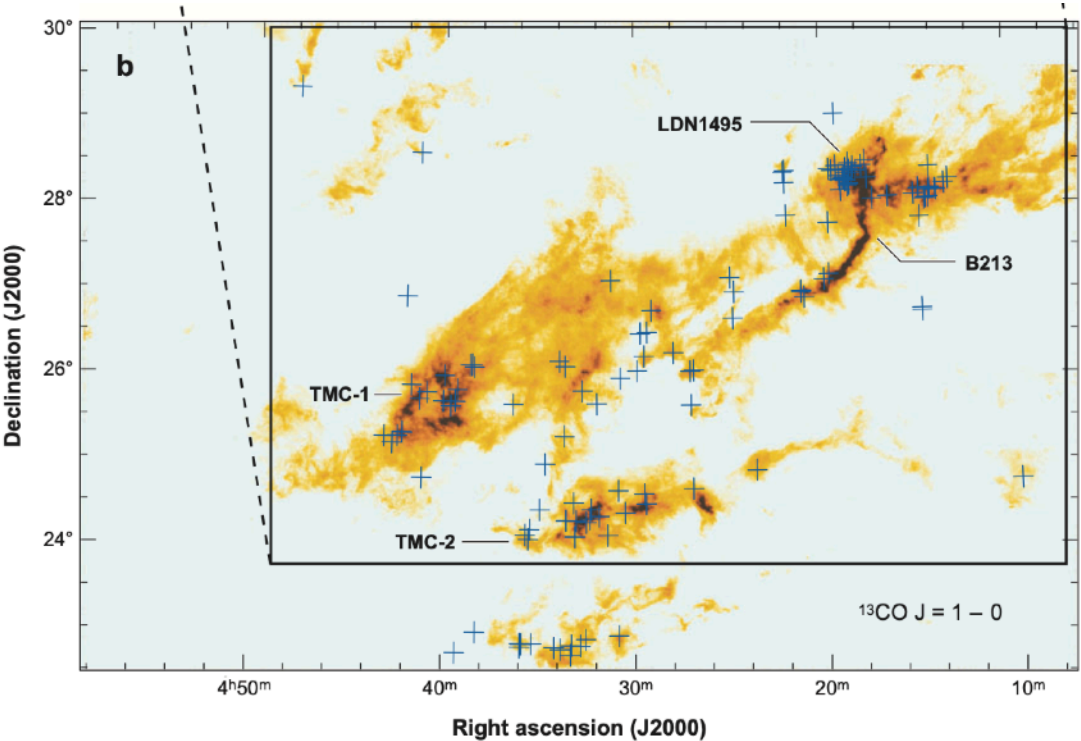 30°
b
LDN1495
28°
B213
Declination (J2000)
26°
TMC-1
24°
TMC-2
¹³CO J = 1 – 0
4ʰ50ᵐ
40ᵐ
30ᵐ
20ᵐ
10ᵐ
Right ascension (J2000)